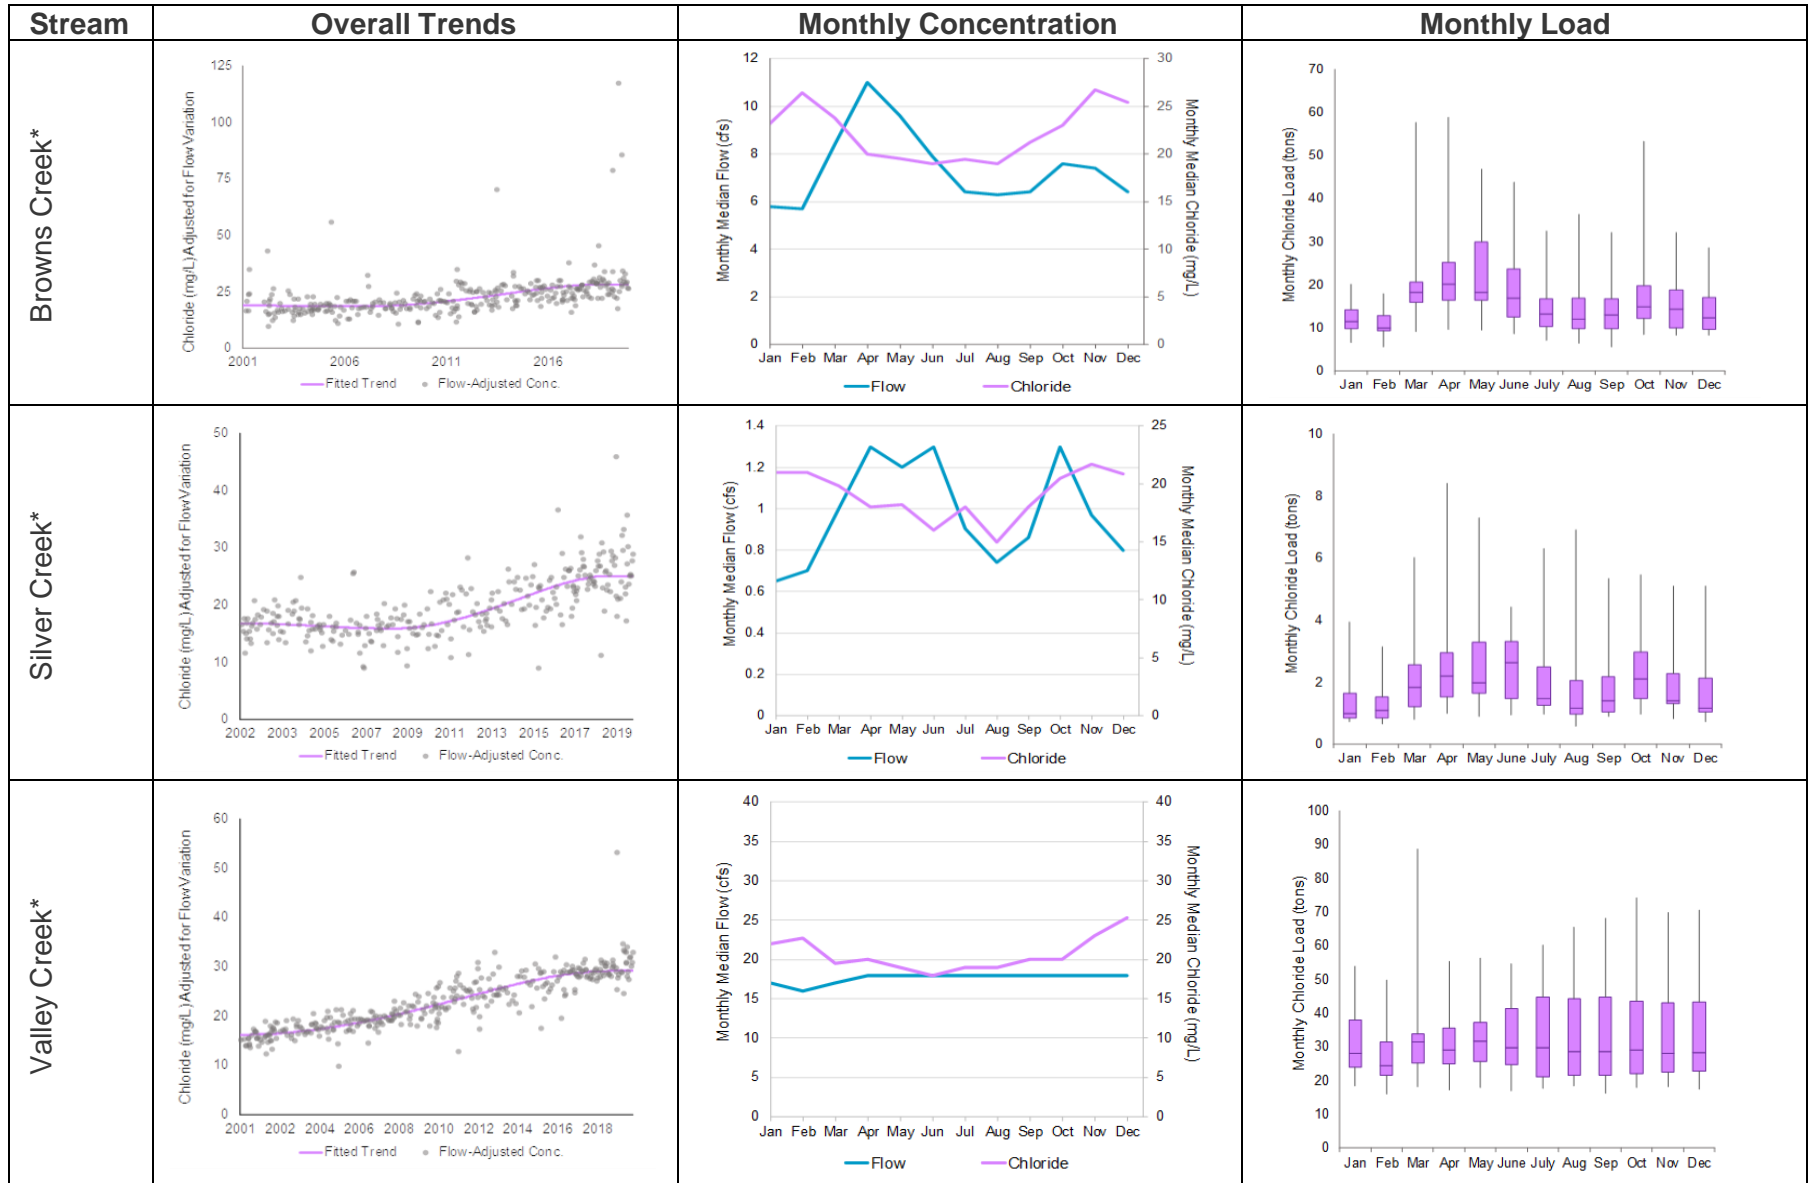 Stream Overall Trends Monthly Concentration Monthly Load
Browns Creek*
Chloride (mg/L) Adjusted for Flow Variation
125
100
75
50
25
0
2001 2006 2011 2016
Fitted Trend Flow-Adjusted Conc.
Monthly Median Flow (cfs)
12
10
8
6
4
2
0
30
25
20
15
10
5
0
Monthly Median Chloride (mg/L)
Jan Feb Mar Apr May Jun Jul Aug Sep Oct Nov Dec
Flow Chloride
Monthly Chloride Load (tons)
70
60
50
40
30
20
10
0
Jan Feb Mar Apr May June July Aug Sep Oct Nov Dec
Silver Creek*
Chloride (mg/L) Adjusted for Flow Variation
50
40
30
20
10
0
2002 2003 2005 2007 2009 2011 2013 2015 2017 2019
Fitted Trend Flow-Adjusted Conc.
Monthly Median Flow (cfs)
1.4
1.2
1
0.8
0.6
0.4
0.2
0
25
20
15
10
5
0
Monthly Median Chloride (mg/L)
Jan Feb Mar Apr May Jun Jul Aug Sep Oct Nov Dec
Flow Chloride
Monthly Chloride Load (tons)
10
8
6
4
2
0
Jan Feb Mar Apr May June July Aug Sep Oct Nov Dec
Valley Creek*
Chloride (mg/L) Adjusted for Flow Variation
60
50
40
30
20
10
0
2001 2002 2004 2006 2008 2010 2012 2014 2016 2018
Fitted Trend Flow-Adjusted Conc.
Monthly Median Flow (cfs)
40
35
30
25
20
15
10
5
0
40
35
30
25
20
15
10
5
0
Monthly Median Chloride (mg/L)
Jan Feb Mar Apr May Jun Jul Aug Sep Oct Nov Dec
Flow Chloride
Monthly Chloride Load (tons)
100
90
80
70
60
50
40
30
20
10
0
Jan Feb Mar Apr May June July Aug Sep Oct Nov Dec